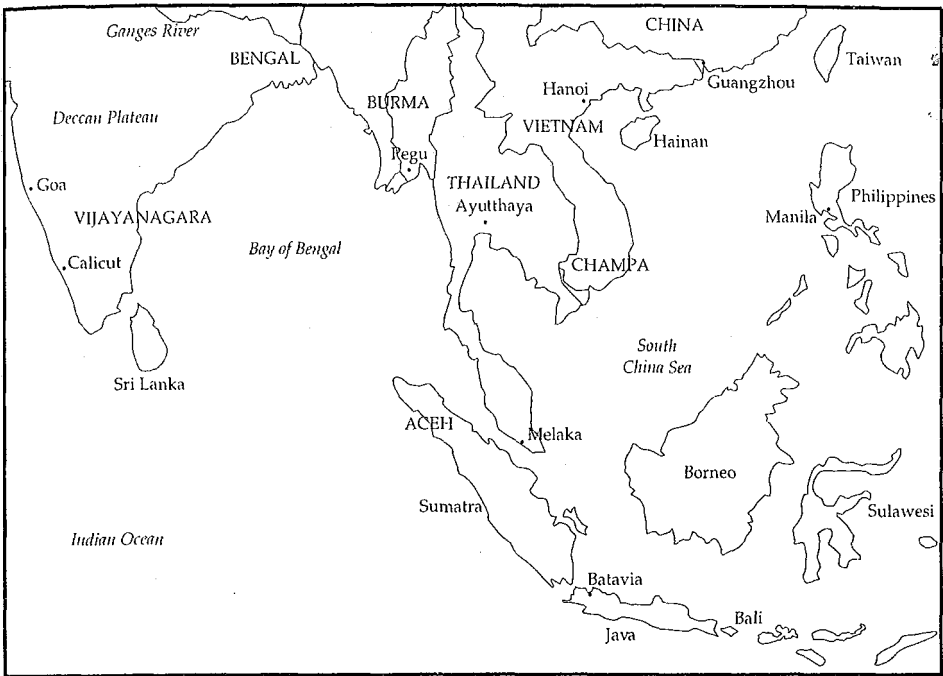 Ganges River
CHINA
BENGAL
Taiwan
Guangzhou
Hanoi
BURMA
Deccan Plateau
VIETNAM
Hainan
Pegu
Goa
THAILAND
Ayutthaya
Philippines
Manila
VIJAYANAGARA
Bay of Bengal
Calicut
CHAMPA
South
China Sea
Sri Lanka
ACEH
Melaka
Borneo
Sumatra
Sulawesi
Indian Ocean
Batavia
Bali
Java